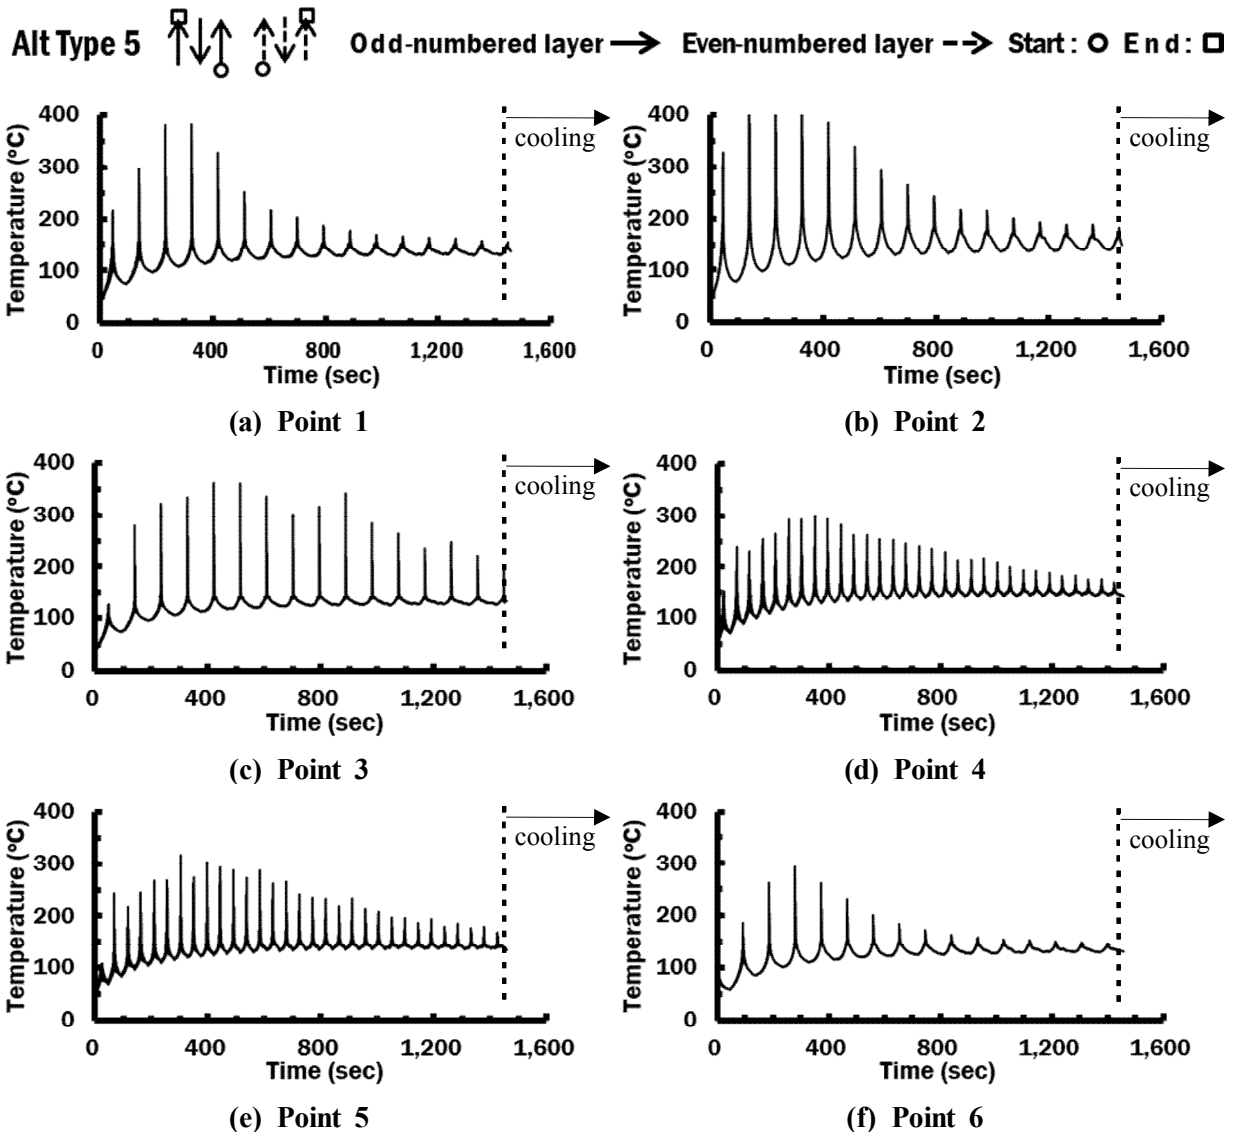 Alt Type 5 Odd-numbered layer Even-numbered layer Start : End :
400
300
200
100
0
Temperature (°C)
cooling
0 400 800 1,200 1,600
Time (sec)
(a) Point 1
400
300
200
100
0
Temperature (°C)
cooling
0 400 800 1,200 1,600
Time (sec)
(b) Point 2
400
300
200
100
0
Temperature (°C)
cooling
0 400 800 1,200 1,600
Time (sec)
(c) Point 3
400
300
200
100
0
Temperature (°C)
cooling
0 400 800 1,200 1,600
Time (sec)
(d) Point 4
400
300
200
100
0
Temperature (°C)
cooling
0 400 800 1,200 1,600
Time (sec)
(e) Point 5
400
300
200
100
0
Temperature (°C)
cooling
0 400 800 1,200 1,600
Time (sec)
(f) Point 6